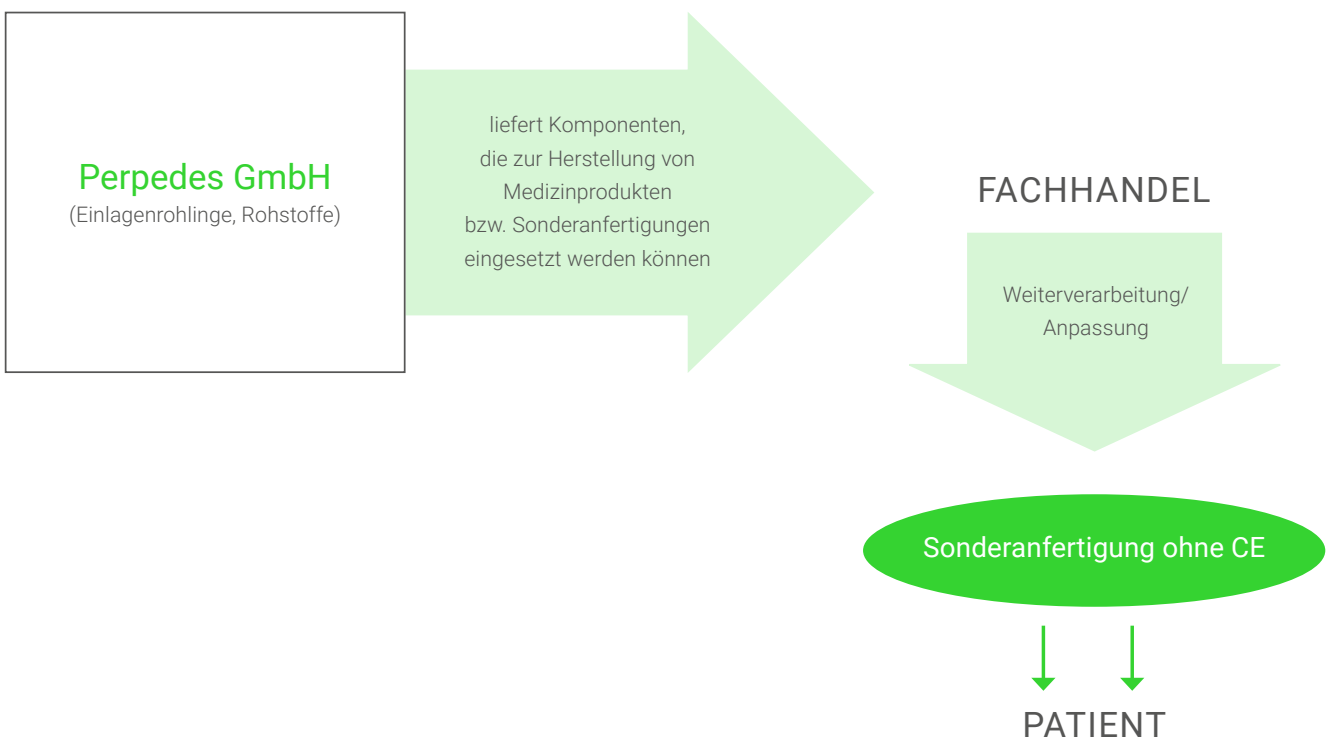 Perpedes GmbH
(Einlagenrohlinge, Rohstoffe)
liefert Komponenten,
die zur Herstellung von
Medizinprodukten
bzw. Sonderanfertigungen
eingesetzt werden können
FACHHANDEL
Weiterverarbeitung/
Anpassung
Sonderanfertigung ohne CE
PATIENT